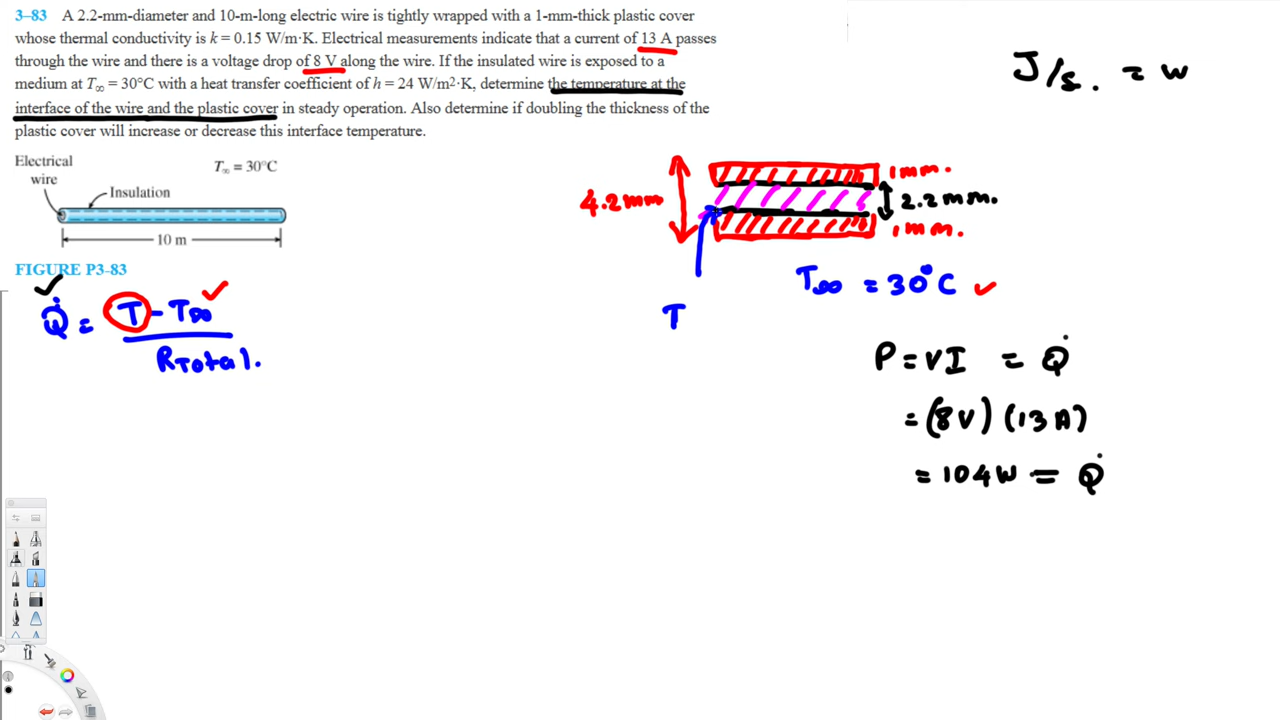 3–83 A 2.2-mm-diameter and 10-m-long electric wire is tightly wrapped with a 1-mm-thick plastic cover
whose thermal conductivity is k = 0.15 W/m·K. Electrical measurements indicate that a current of 13 A passes
through the wire and there is a voltage drop of 8 V along the wire. If the insulated wire is exposed to a
medium at T∞ = 30°C with a heat transfer coefficient of h = 24 W/m²·K, determine the temperature at the
interface of the wire and the plastic cover in steady operation. Also determine if doubling the thickness of the
plastic cover will increase or decrease this interface temperature.
J/s. = W
Electrical
wire
T∞ = 30°C
Insulation
10 m
FIGURE P3-83
1mm.
4.2mm
2.2mm.
1mm.
T∞ = 30°C
T
Q̇ = T - T∞
RTotal.
P = VI = Q̇
= (8V) (13A)
= 104W = Q̇